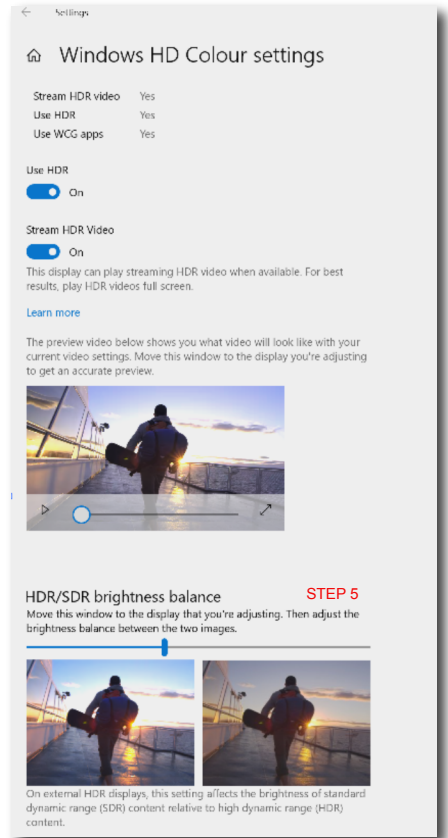 Settings
Windows HD Colour settings
Stream HDR video Yes
Use HDR Yes
Use WCG apps Yes
Use HDR
On
Stream HDR Video
On
This display can play streaming HDR video when available. For best
results, play HDR videos full screen.
Learn more
The preview video below shows you what video will look like with your
current video settings. Move this window to the display you're adjusting
to get an accurate preview.
HDR/SDR brightness balance STEP 5
Move this window to the display that you're adjusting. Then adjust the
brightness balance between the two images.
On external HDR displays, this setting affects the brightness of standard
dynamic range (SDR) content relative to high dynamic range (HDR)
content.